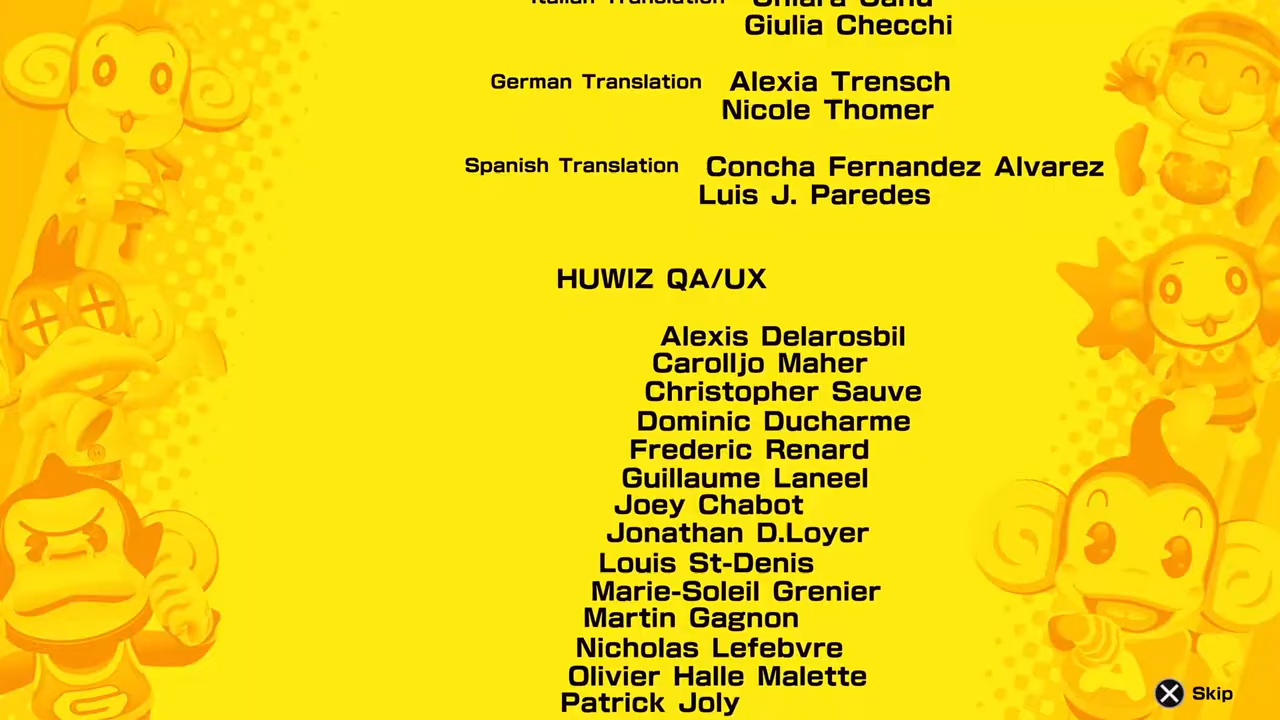 Italian Translation
Giulia Checchi
German Translation Alexia Trensch
Nicole Thomer
Spanish Translation Concha Fernandez Alvarez
Luis J. Paredes
HUWIZ QA/UX
Alexis Delarosbil
Carolljo Maher
Christopher Sauve
Dominic Ducharme
Frederic Renard
Guillaume Laneel
Joey Chabot
Jonathan D.Loyer
Louis St-Denis
Marie-Soleil Grenier
Martin Gagnon
Nicholas Lefebvre
Olivier Halle Malette
Patrick Joly
Skip